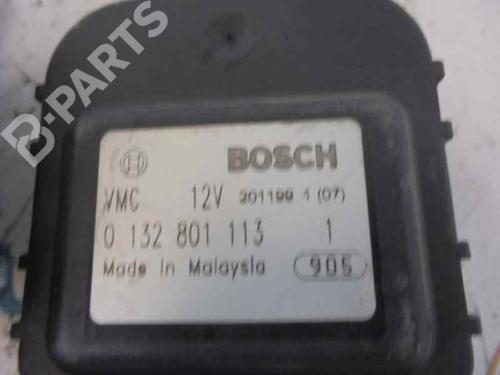 B-PARTS
BOSCH
VMC 12V 201199 1 (07)
0 132 801 113 1
Made in Malaysia 905